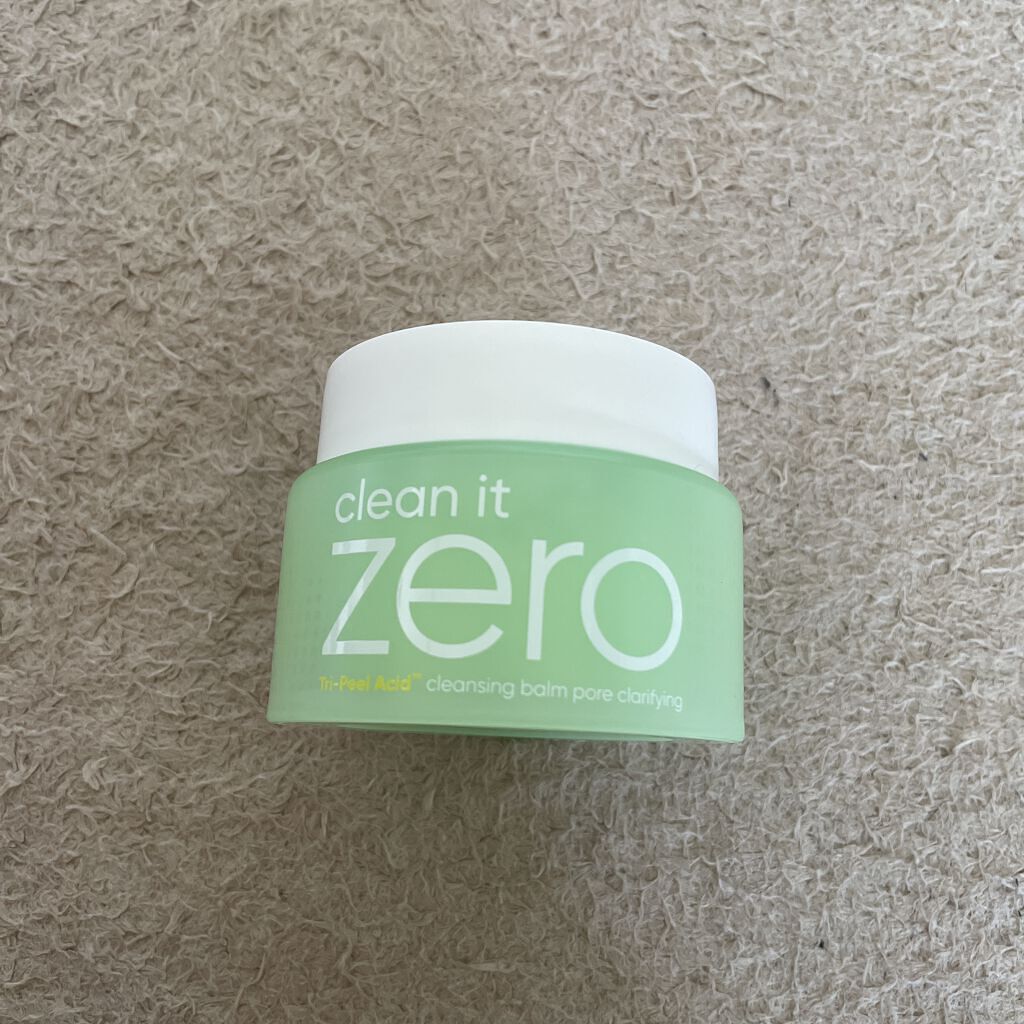 clean it
zero
Tri-Peel Acid™ cleansing balm pore clarifying